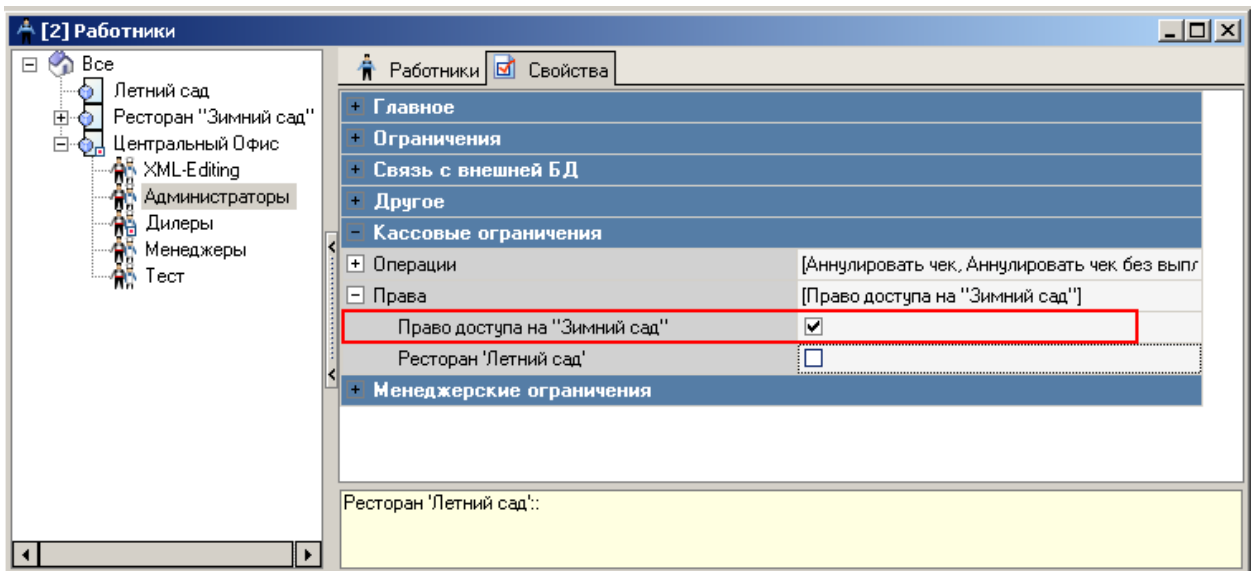 [2] Работники
Все
Летний сад
Ресторан "Зимний сад"
Центральный Офис
XML-Editing
Администраторы
Дилеры
Менеджеры
Тест
Работники
Свойства
Главное
Ограничения
Связь с внешней БД
Другое
Кассовые ограничения
Операции [Аннулировать чек, Аннулировать чек без выпл
Права [Право доступа на "Зимний сад"]
Право доступа на "Зимний сад"
Ресторан 'Летний сад'
Менеджерские ограничения
Ресторан 'Летний сад'::